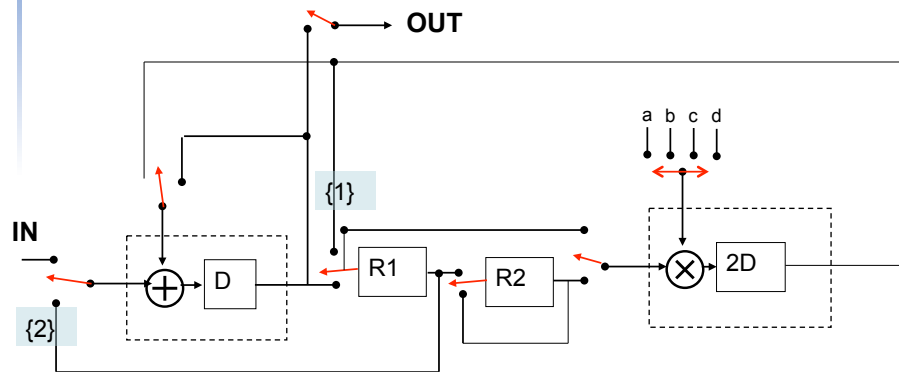 OUT
a b c d
{1}
IN
D
R1
R2
2D
{2}